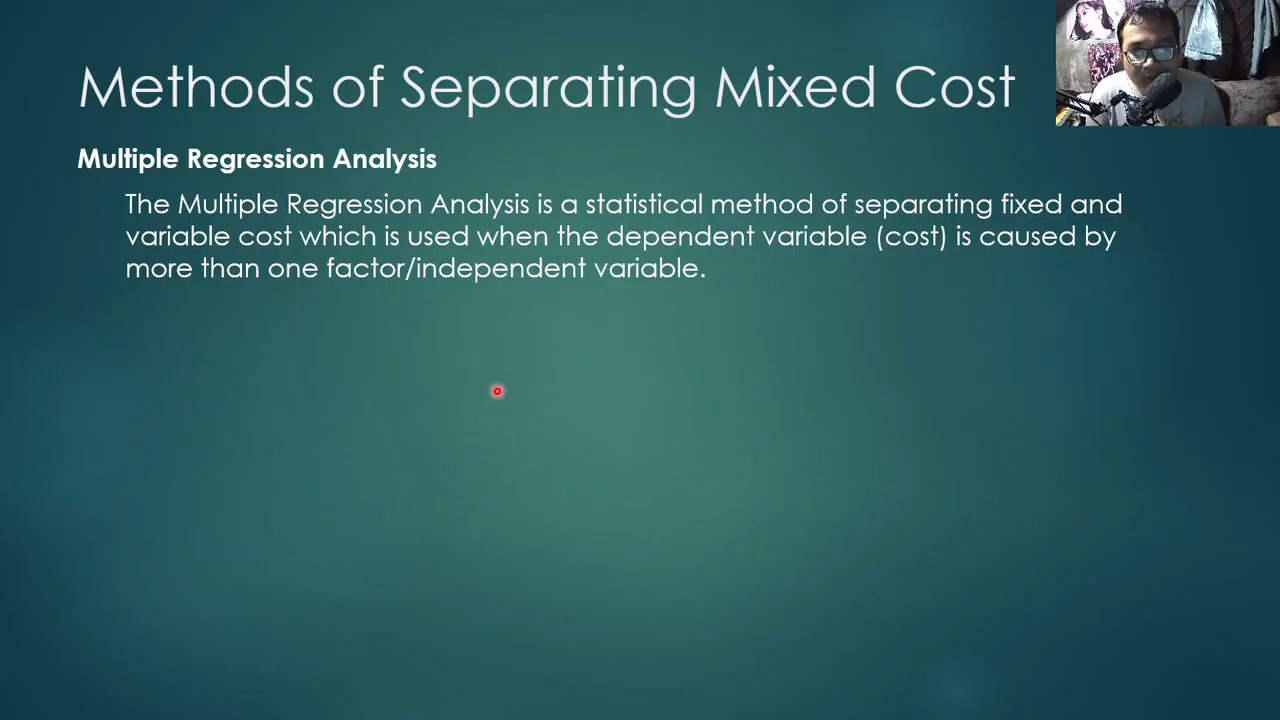 Methods of Separating Mixed Cost
Multiple Regression Analysis
The Multiple Regression Analysis is a statistical method of separating fixed and
variable cost which is used when the dependent variable (cost) is caused by
more than one factor/independent variable.